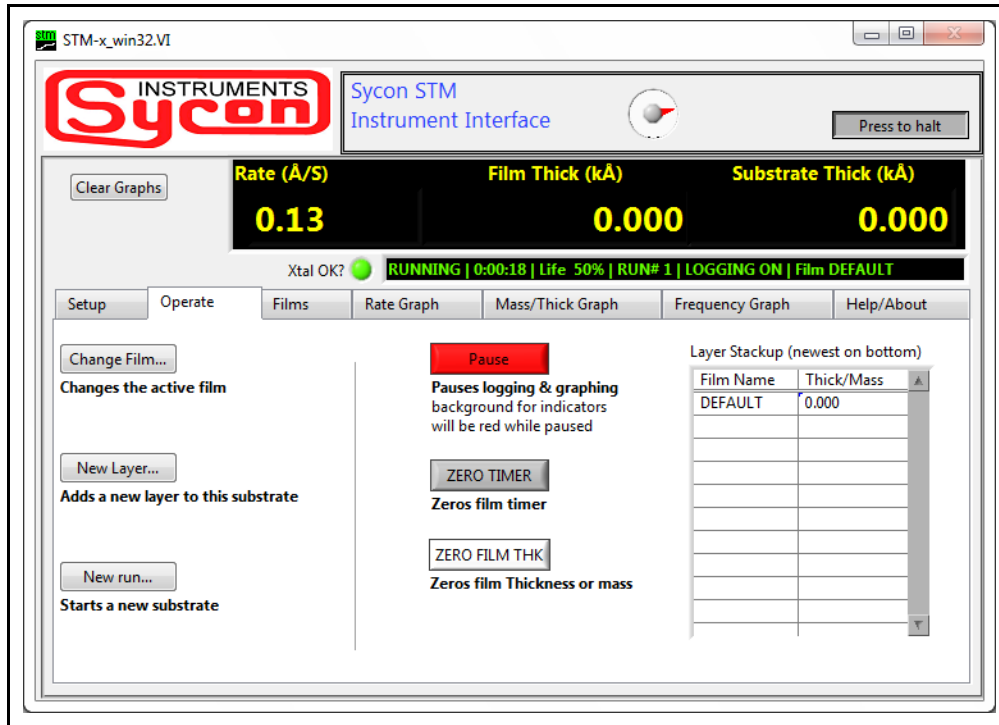 stm
STM-x_win32.VI
INSTRUMENTS
Sycon
Sycon STM
Instrument Interface
Press to halt
Clear Graphs
Rate (Å/S)
Film Thick (kÅ)
Substrate Thick (kÅ)
0.13
0.000
0.000
Xtal OK?
RUNNING | 0:00:18 | Life 50% | RUN# 1 | LOGGING ON | Film DEFAULT
Setup
Operate
Films
Rate Graph
Mass/Thick Graph
Frequency Graph
Help/About
Change Film...
Changes the active film
New Layer...
Adds a new layer to this substrate
New run...
Starts a new substrate
Pause
Pauses logging & graphing
background for indicators
will be red while paused
ZERO TIMER
Zeros film timer
ZERO FILM THK
Zeros film Thickness or mass
Layer Stackup (newest on bottom)
Film Name Thick/Mass
DEFAULT 0.000